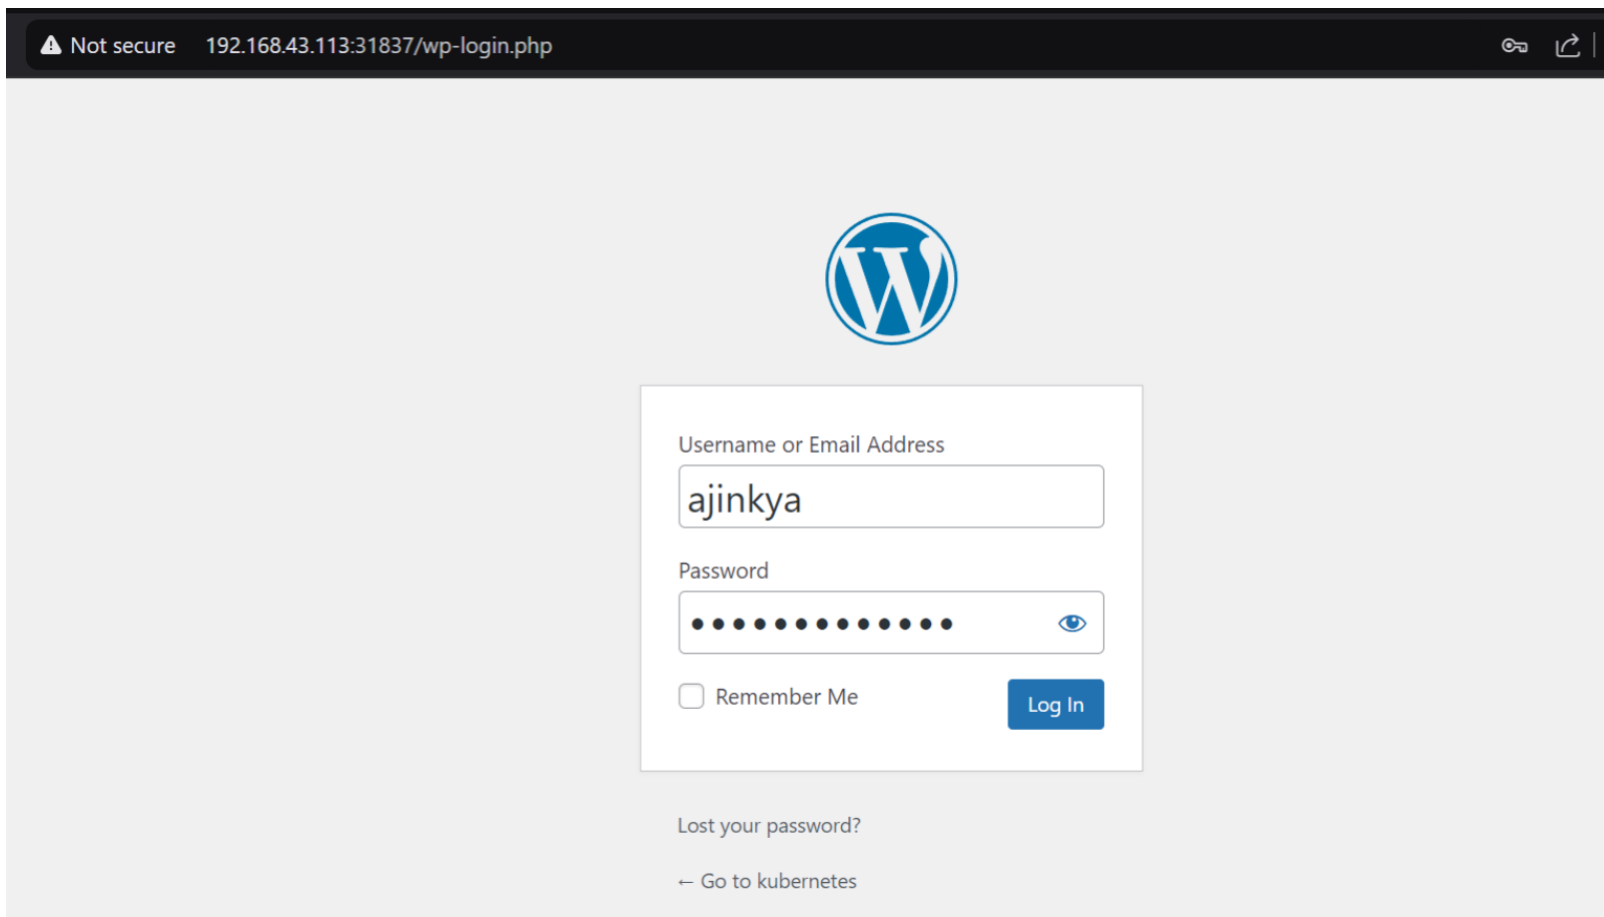 Not secure 192.168.43.113:31837/wp-login.php
Username or Email Address
ajinkya
Password
•••••••••••••
Remember Me
Log In
Lost your password?
← Go to kubernetes